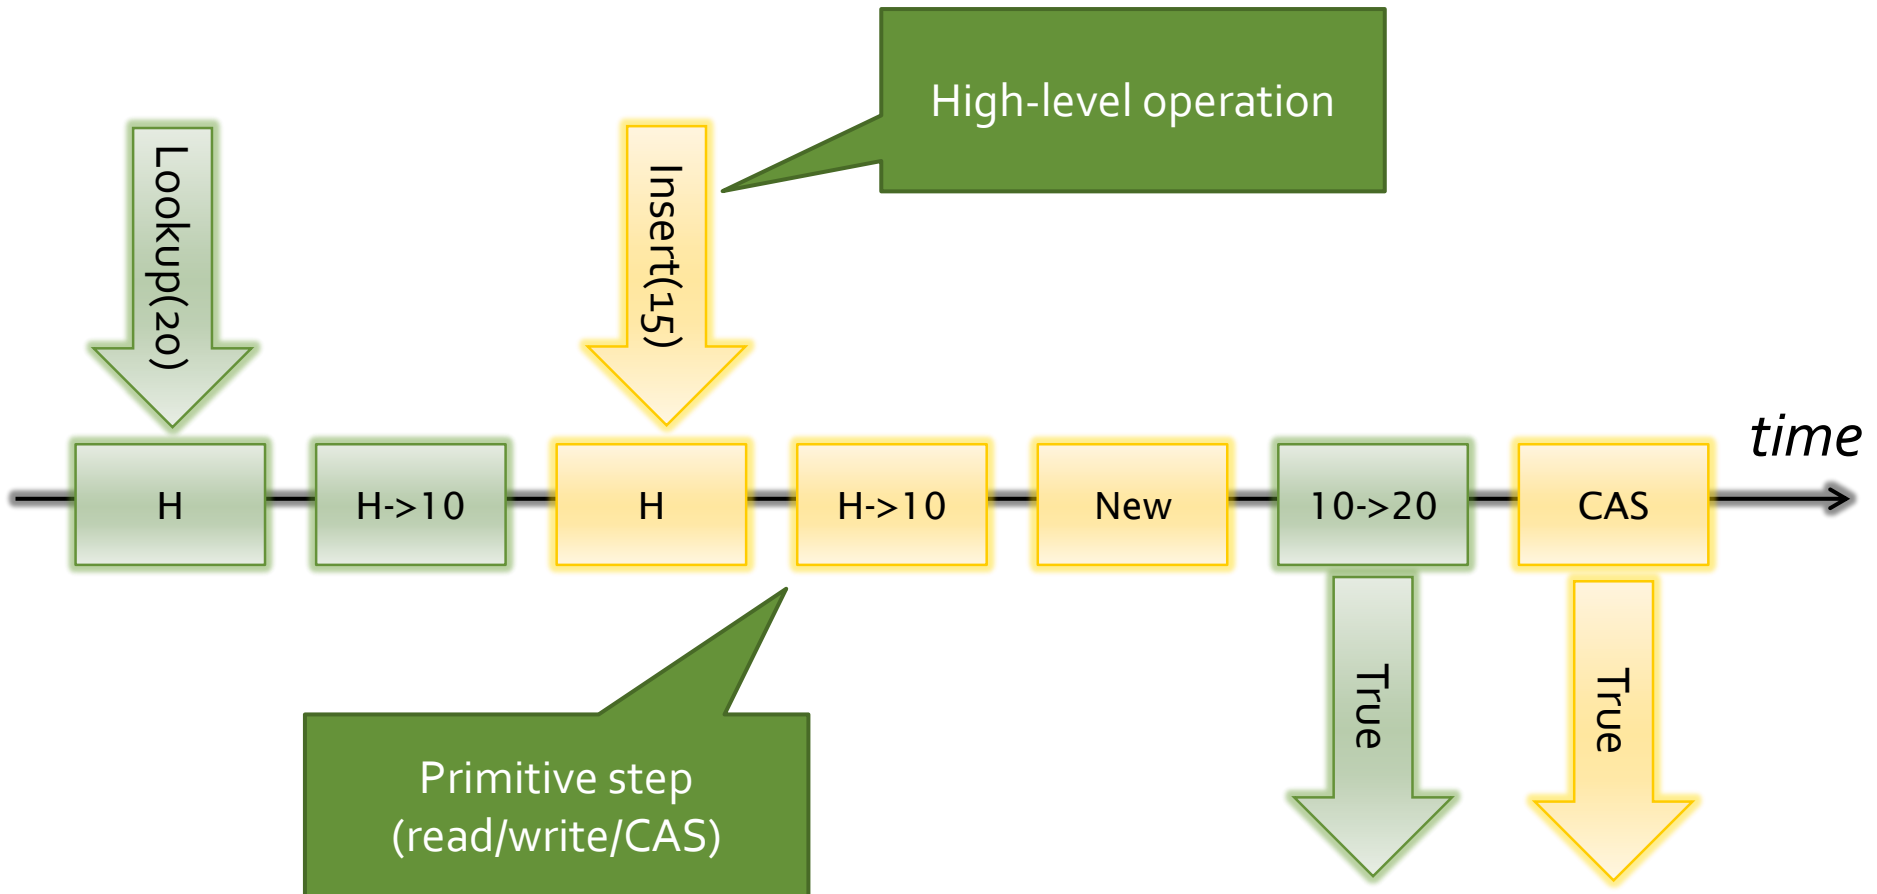 High-level operation
Lookup(20)
Insert(15)
time
H
H->10
H
H->10
New
10->20
CAS
True
True
Primitive step
(read/write/CAS)